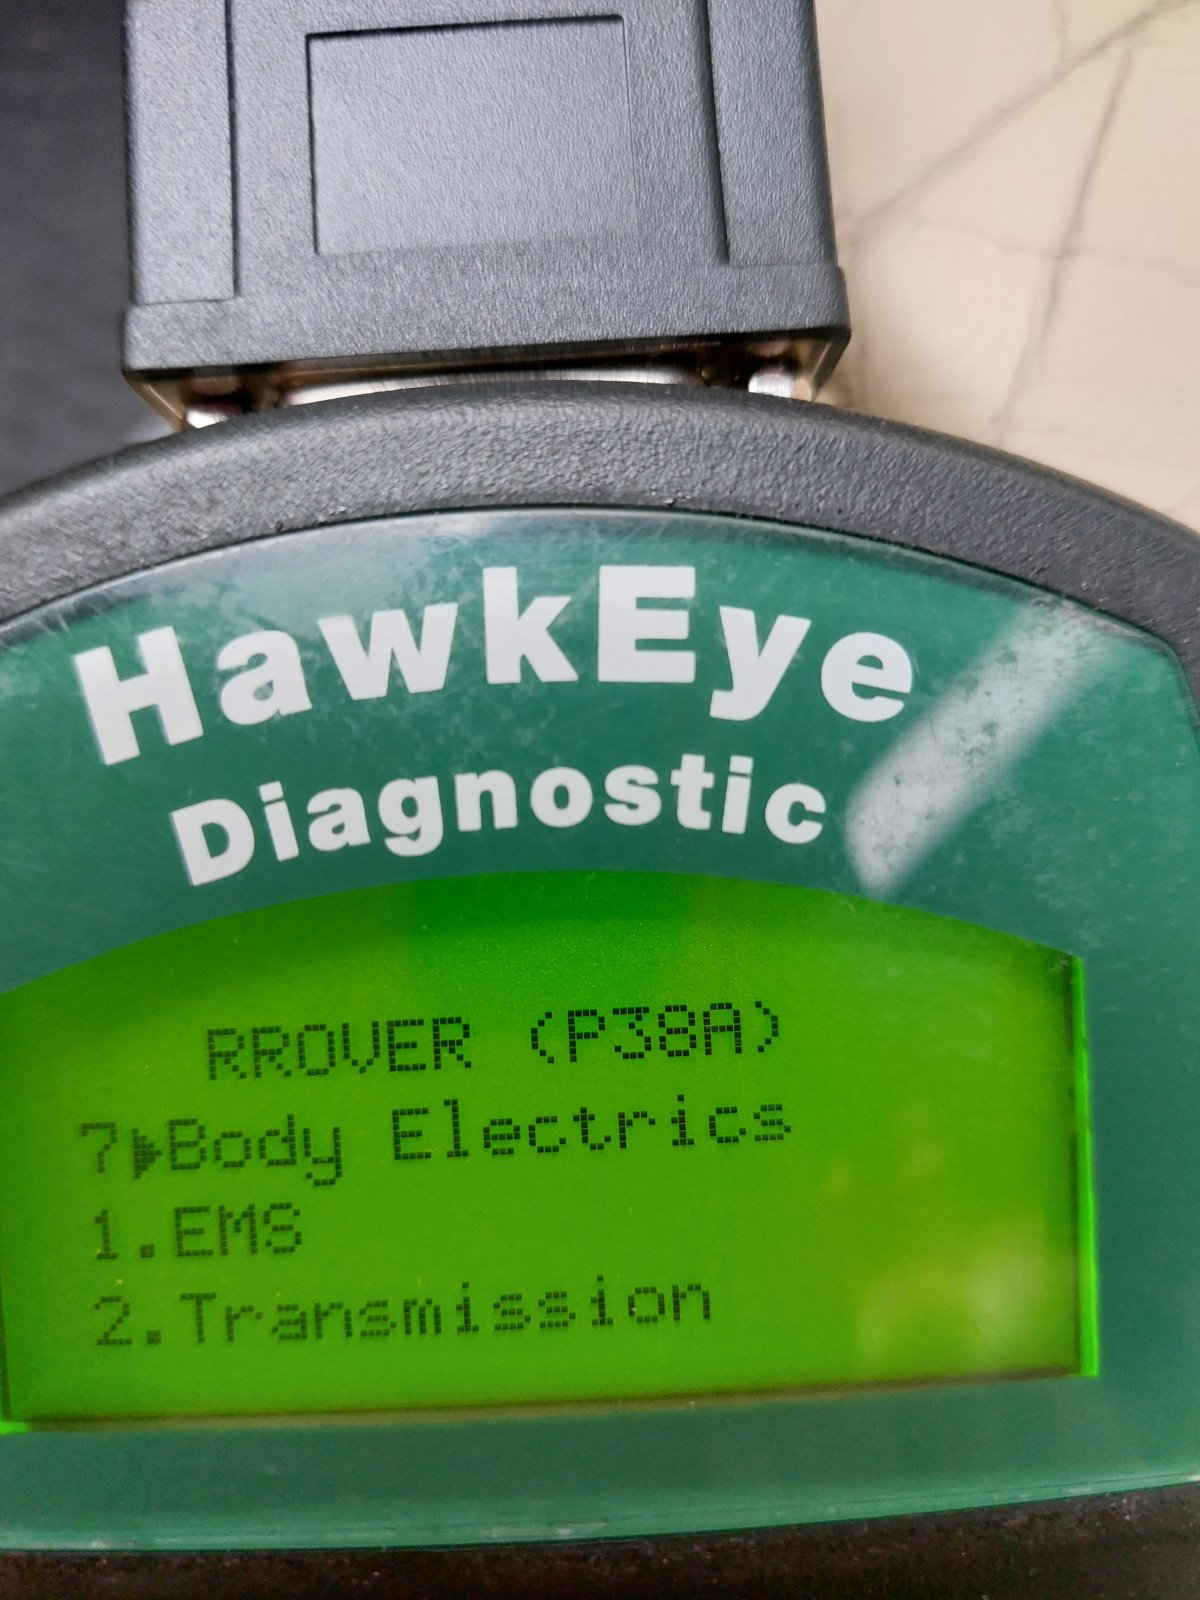 HawkEye
Diagnostic
RROVER (P38A)
7▶Body Electrics
1.EMS
2.Transmission